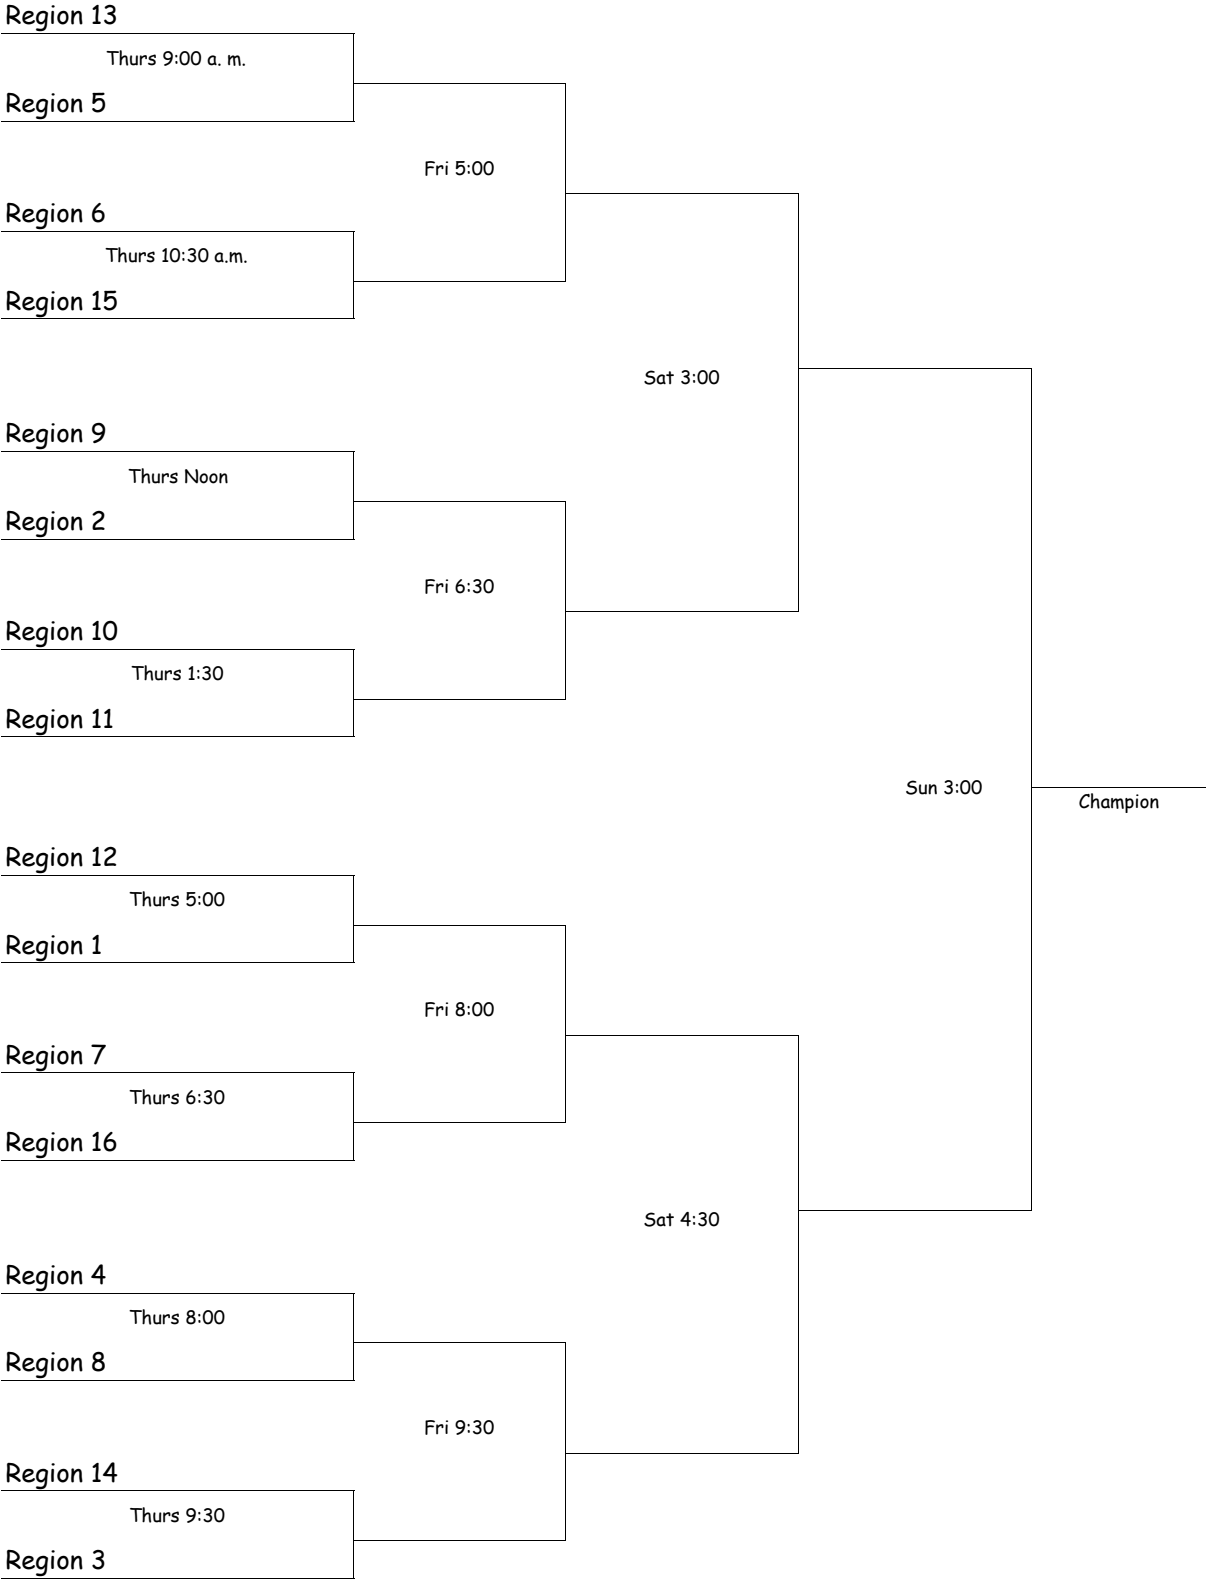 Region 13
Thurs 9:00 a. m.
Region 5
Fri 5:00
Region 6
Thurs 10:30 a.m.
Region 15
Sat 3:00
Region 9
Thurs Noon
Region 2
Fri 6:30
Region 10
Thurs 1:30
Region 11
Sun 3:00
Champion
Region 12
Thurs 5:00
Region 1
Fri 8:00
Region 7
Thurs 6:30
Region 16
Sat 4:30
Region 4
Thurs 8:00
Region 8
Fri 9:30
Region 14
Thurs 9:30
Region 3